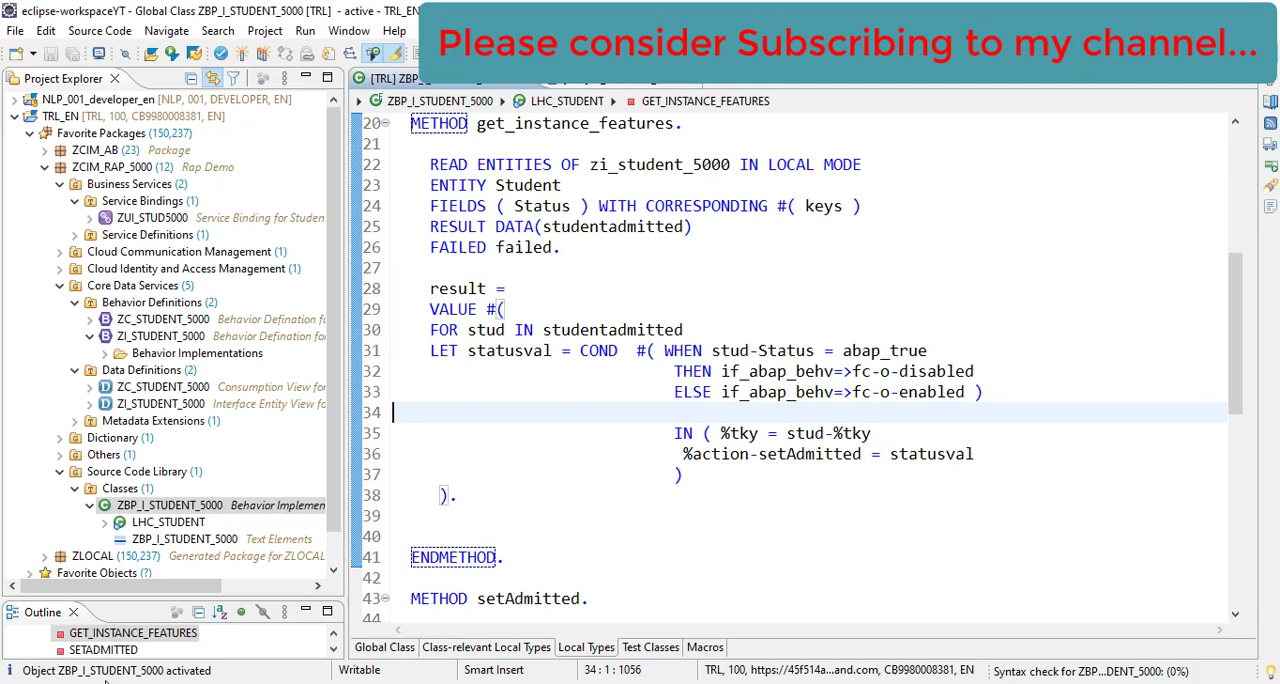 eclipse-workspaceYT - Global Class ZBP_I_STUDENT_5000 [TRL] - active - TRL_EN
Please consider Subscribing to my channel...
File Edit Source Code Navigate Search Project Run Window Help
Project Explorer
[TRL] ZBP_
NLP_001_developer_en [NLP, 001, DEVELOPER, EN]
TRL_EN [TRL, 100, CB9980008381, EN]
Favorite Packages (150,237)
ZCIM_AB (23) Package
ZCIM_RAP_5000 (12) Rap Demo
Business Services (2)
Service Bindings (1)
ZUI_STUD5000 Service Binding for Studen
Service Definitions (1)
Cloud Communication Management (1)
Cloud Identity and Access Management (1)
Core Data Services (5)
Behavior Definitions (2)
ZC_STUDENT_5000 Behavior Defination fo
ZI_STUDENT_5000 Behavior Defination for
Behavior Implementations
Data Definitions (2)
ZC_STUDENT_5000 Consumption View for
ZI_STUDENT_5000 Interface Entity View for
Metadata Extensions (1)
Dictionary (1)
Others (1)
Source Code Library (1)
Classes (1)
ZBP_I_STUDENT_5000 Behavior Implemen
LHC_STUDENT
ZBP_I_STUDENT_5000 Text Elements
ZLOCAL (150,237) Generated Package for ZLOCAL
Favorite Objects (?)
Outline
GET_INSTANCE_FEATURES
SETADMITTED
ZBP_I_STUDENT_5000 LHC_STUDENT GET_INSTANCE_FEATURES
20 METHOD get_instance_features.
21
22 READ ENTITIES OF zi_student_5000 IN LOCAL MODE
23 ENTITY Student
24 FIELDS ( Status ) WITH CORRESPONDING #( keys )
25 RESULT DATA(studentadmitted)
26 FAILED failed.
27
28 result =
29 VALUE #(
30 FOR stud IN studentadmitted
31 LET statusval = COND #( WHEN stud-Status = abap_true
32 THEN if_abap_behv=>fc-o-disabled
33 ELSE if_abap_behv=>fc-o-enabled )
34
35 IN ( %tky = stud-%tky
36 %action-setAdmitted = statusval
37 )
38 ).
39
40
41 ENDMETHOD.
42
43 METHOD setAdmitted.
44
Global Class Class-relevant Local Types Local Types Test Classes Macros
Object ZBP_I_STUDENT_5000 activated
Writable Smart Insert 34 : 1 : 1056 TRL, 100, https://45f514a...and.com, CB9980008381, EN Syntax check for ZBP...DENT_5000: (0%)